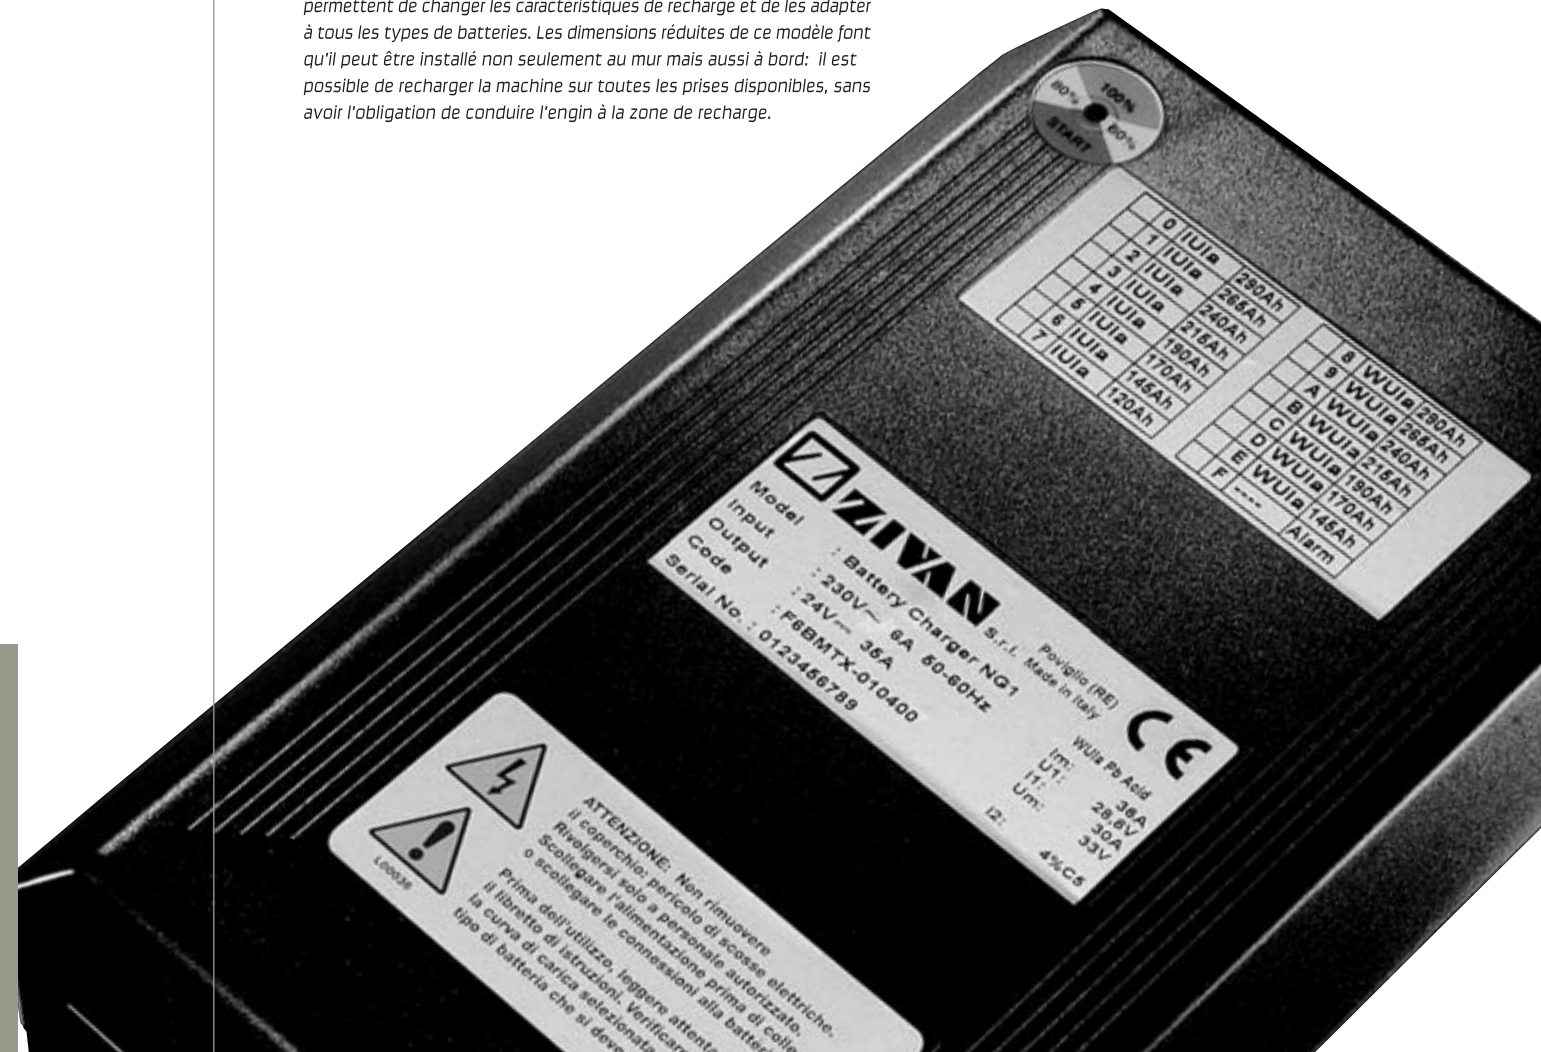 permettent de changer les caractéristiques de recharge et de les adapter
à tous les types de batteries. Les dimensions réduites de ce modèle font
qu'il peut être installé non seulement au mur mais aussi à bord: il est
possible de recharger la machine sur toutes les prises disponibles, sans
avoir l'obligation de conduire l'engin à la zone de recharge.
100%
80%
80%
START
0 IUIa 290Ah
1 IUIa 265Ah
2 IUIa 240Ah
3 IUIa 215Ah
4 IUIa 190Ah
5 IUIa 170Ah
6 IUIa 145Ah
7 IUIa 120Ah
8 WUIa 290Ah
9 WUIa 265Ah
A WUIa 240Ah
B WUIa 215Ah
C WUIa 190Ah
D WUIa 170Ah
E WUIa 145Ah
F ---- Alarm
ZIVAN S.r.l. Poviglio (RE)
Made in Italy
CE
Model : Battery Charger NG1
Input : 230V~ 6A 50-60Hz
Output : 24V 35A
Code : F6BMTX-010400
Serial No. : 0123456789
WUIa Pb Acid
Im: 36A
U1: 28,8V
I1: 30A
Um: 33V
I2: 4%C5
L00036
ATTENZIONE: Non rimuovere
il coperchio: pericolo di scosse elettriche.
Rivolgersi solo a personale autorizzato.
Scollegare l'alimentazione prima di colle
o scollegare le connessioni alla batteri
Prima dell'utilizzo, leggere attenta
il libretto di istruzioni. Verificare
la curva di carica selezionata
tipo di batteria che si deve